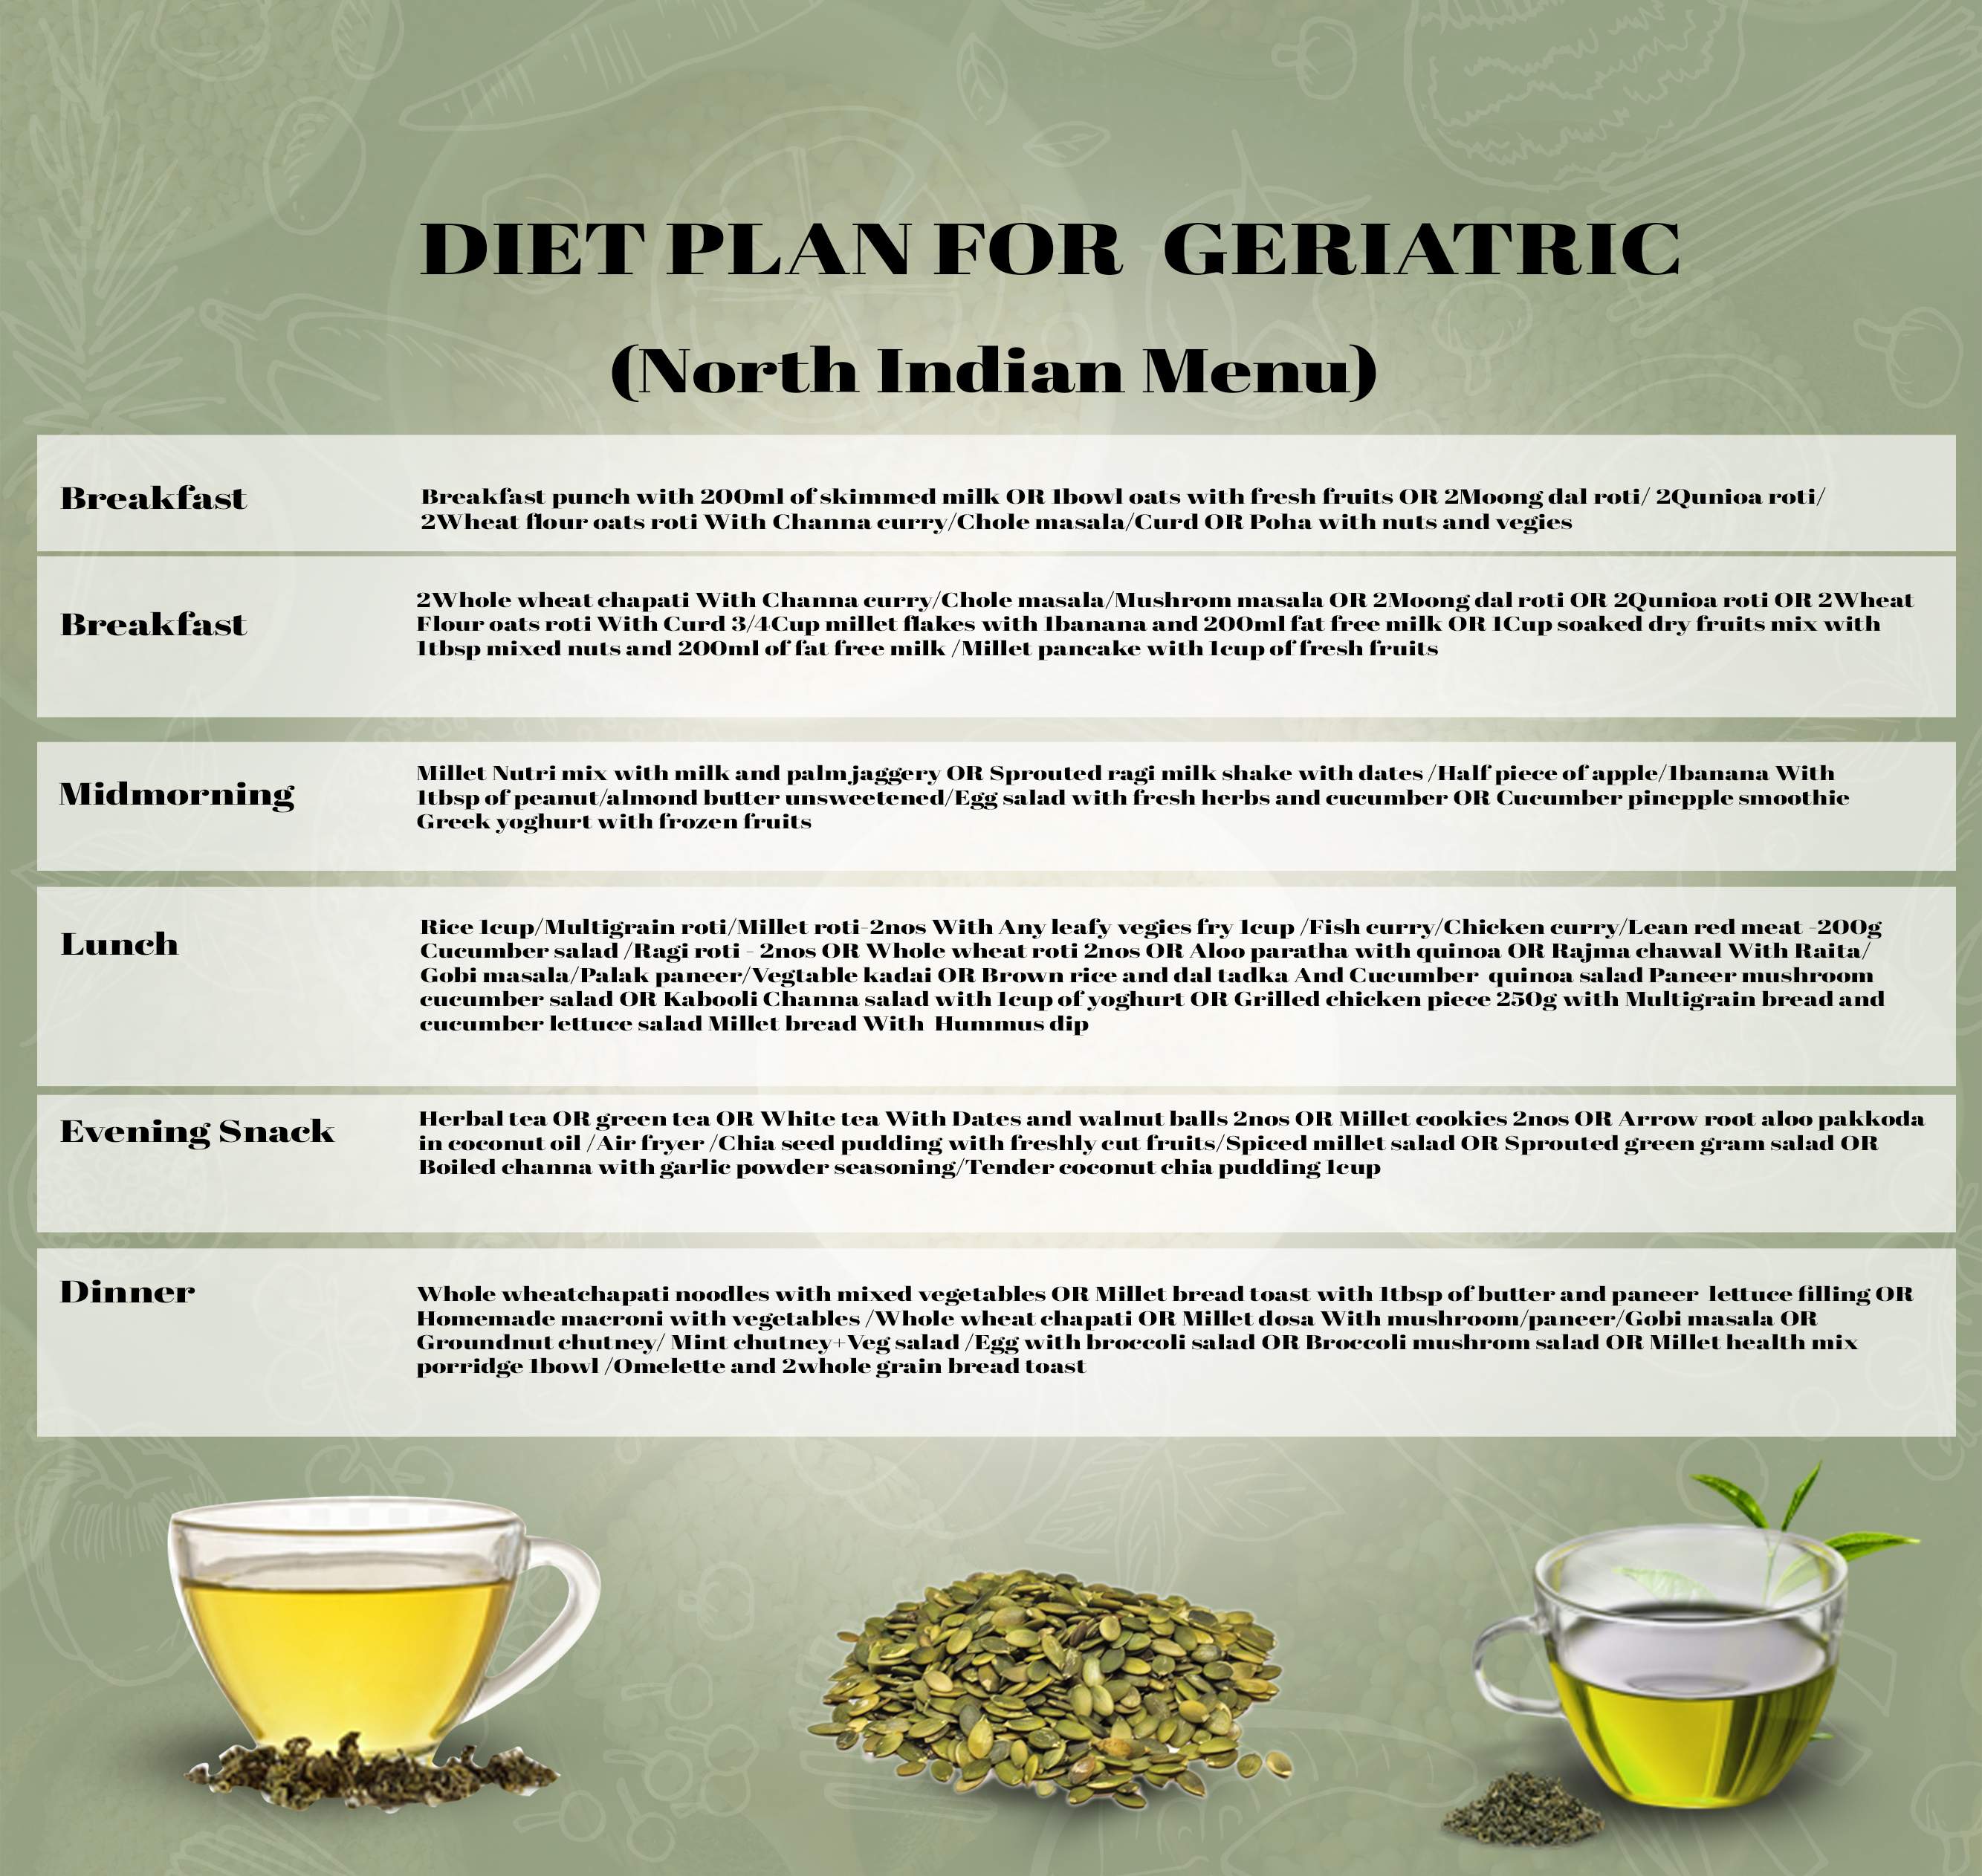 DIET PLAN FOR GERIATRIC
(North Indian Menu)
Breakfast
Breakfast punch with 200ml of skimmed milk OR 1bowl oats with fresh fruits OR 2Moong dal roti/ 2Qunioa roti/
2Wheat flour oats roti With Channa curry/Chole masala/Curd OR Poha with nuts and vegies
Breakfast
2Whole wheat chapati With Channa curry/Chole masala/Mushrom masala OR 2Moong dal roti OR 2Qunioa roti OR 2Wheat
Flour oats roti With Curd 3/4Cup millet flakes with 1banana and 200ml fat free milk OR 1Cup soaked dry fruits mix with
1tbsp mixed nuts and 200ml of fat free milk /Millet pancake with 1cup of fresh fruits
Midmorning
Millet Nutri mix with milk and palm jaggery OR Sprouted ragi milk shake with dates /Half piece of apple/1banana With
1tbsp of peanut/almond butter unsweetened/Egg salad with fresh herbs and cucumber OR Cucumber pinepple smoothie
Greek yoghurt with frozen fruits
Lunch
Rice 1cup/Multigrain roti/Millet roti-2nos With Any leafy vegies fry 1cup /Fish curry/Chicken curry/Lean red meat -200g
Cucumber salad /Ragi roti - 2nos OR Whole wheat roti 2nos OR Aloo paratha with quinoa OR Rajma chawal With Raita/
Gobi masala/Palak paneer/Vegtable kadai OR Brown rice and dal tadka And Cucumber quinoa salad Paneer mushroom
cucumber salad OR Kabooli Channa salad with 1cup of yoghurt OR Grilled chicken piece 250g with Multigrain bread and
cucumber lettuce salad Millet bread With Hummus dip
Evening Snack
Herbal tea OR green tea OR White tea With Dates and walnut balls 2nos OR Millet cookies 2nos OR Arrow root aloo pakkoda
in coconut oil /Air fryer /Chia seed pudding with freshly cut fruits/Spiced millet salad OR Sprouted green gram salad OR
Boiled channa with garlic powder seasoning/Tender coconut chia pudding 1cup
Dinner
Whole wheatchapati noodles with mixed vegetables OR Millet bread toast with 1tbsp of butter and paneer lettuce filling OR
Homemade macroni with vegetables /Whole wheat chapati OR Millet dosa With mushroom/paneer/Gobi masala OR
Groundnut chutney/ Mint chutney+Veg salad /Egg with broccoli salad OR Broccoli mushrom salad OR Millet health mix
porridge 1bowl /Omelette and 2whole grain bread toast